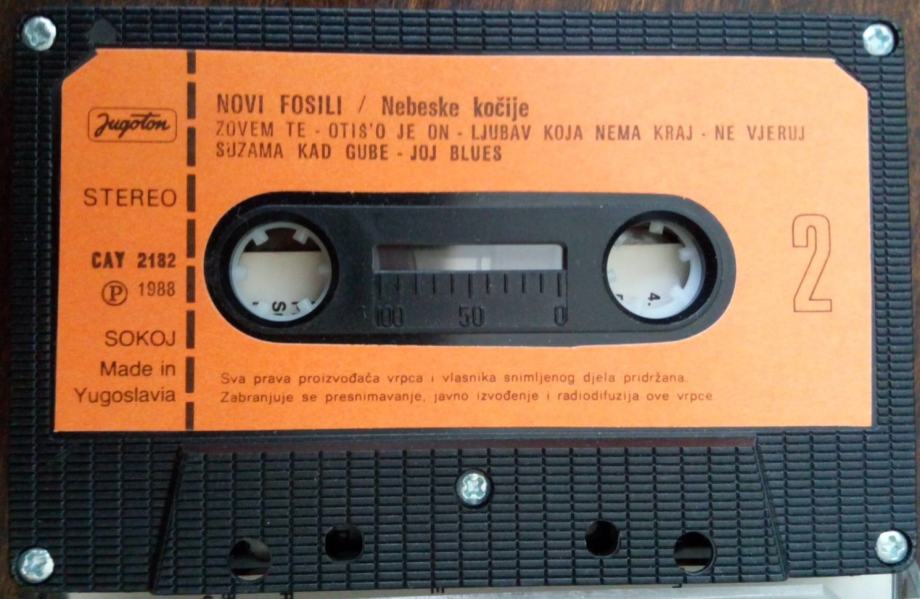 NOVI FOSILI / Nebeske kočije
ZOVEM TE - OTIŠ'O JE ON - LJUBAV KOJA NEMA KRAJ - NE VJERUJ
SUZAMA KAD GUBE - JOJ BLUES
Jugoton
STEREO
CAY 2182
Ⓟ 1988
SOKOJ
Made in
Yugoslavia
2
100 50 0
4.
Sva prava proizvođača vrpca i vlasnika snimljenog djela pridržana.
Zabranjuje se presnimavanje, javno izvođenje i radiodifuzija ove vrpce